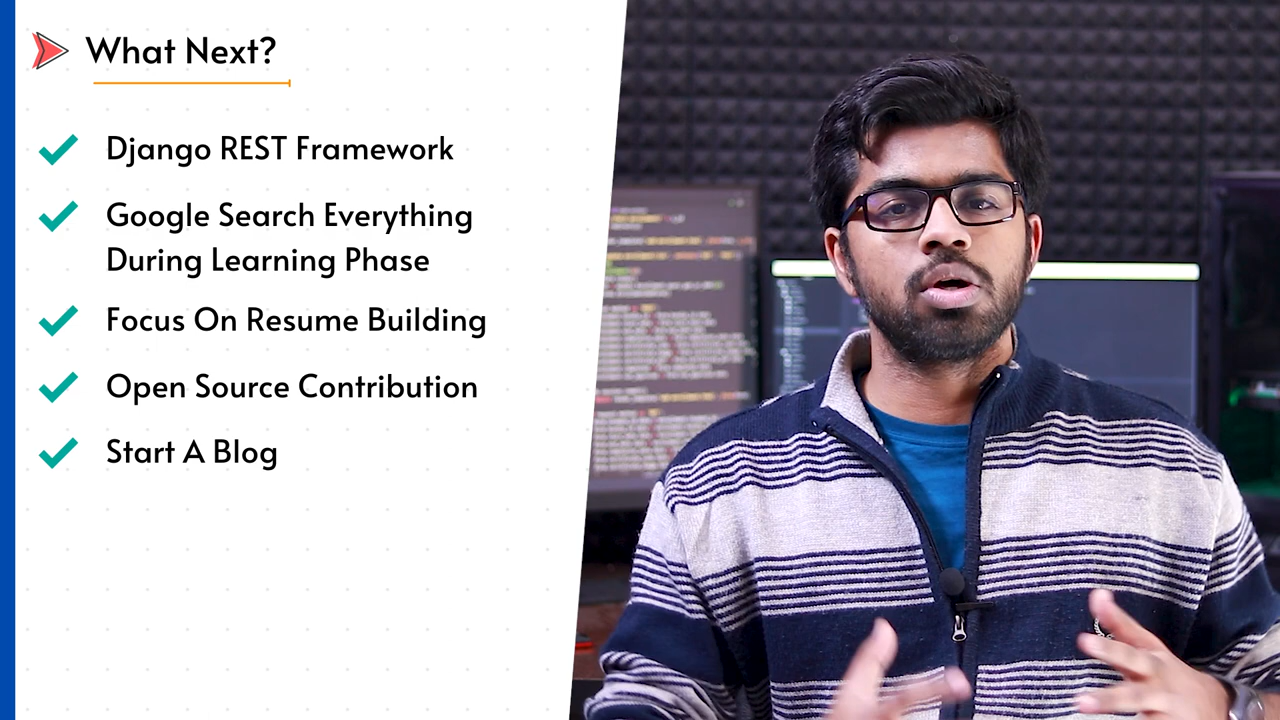 What Next?
Django REST Framework
Google Search Everything
During Learning Phase
Focus On Resume Building
Open Source Contribution
Start A Blog